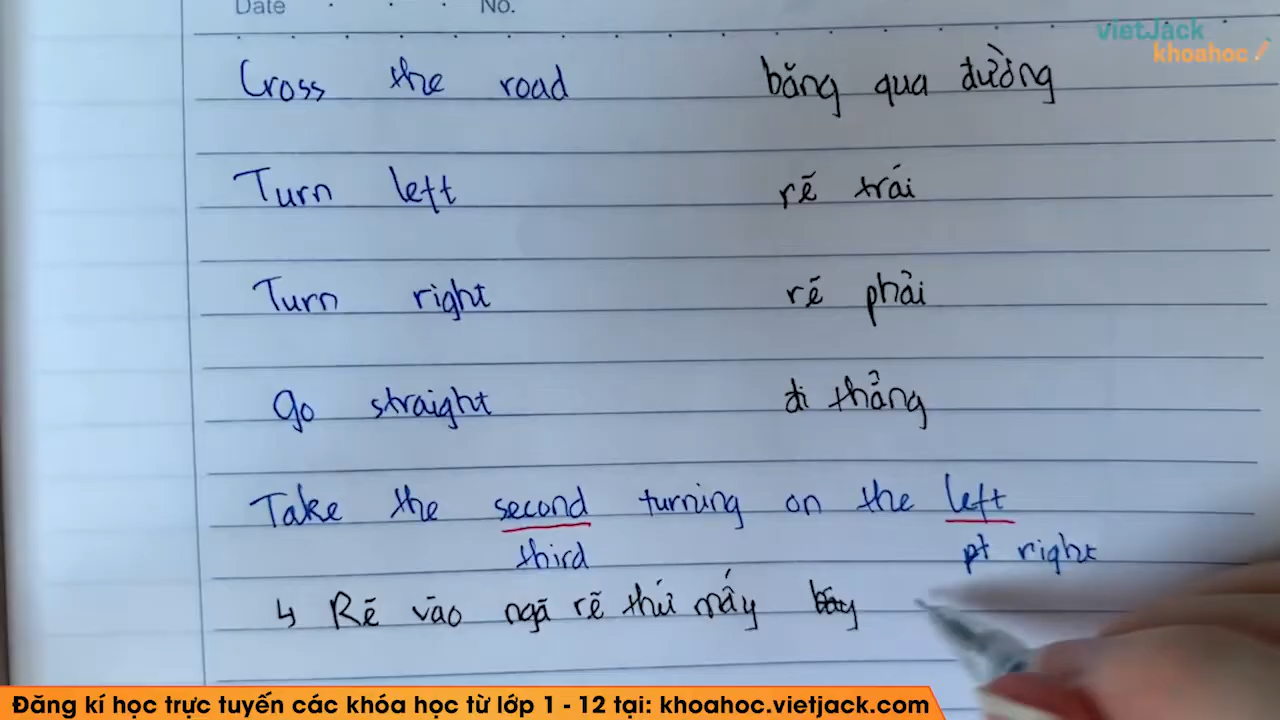 Date . . . No.
vietJack
khoahoc
Cross the road băng qua đường
Turn left rẽ trái
Turn right rẽ phải
go straight đi thẳng
Take the second turning on the left
third right
↳ Rẽ vào ngã rẽ thứ mấy
Đăng kí học trực tuyến các khóa học từ lớp 1 - 12 tại: khoahoc.vietjack.com